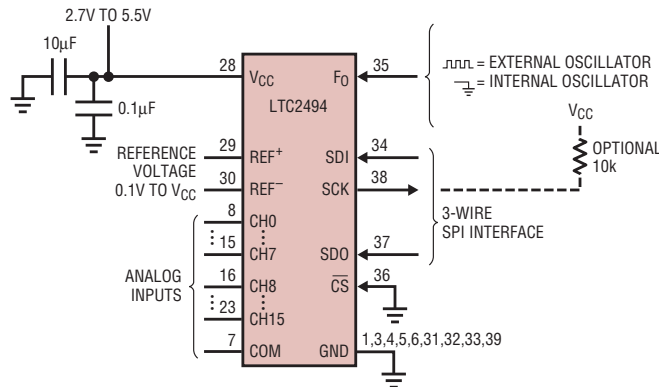 2.7V TO 5.5V
10µF
0.1µF
28
VCC
FO
35
= EXTERNAL OSCILLATOR
= INTERNAL OSCILLATOR
LTC2494
VCC
OPTIONAL
10k
REFERENCE
VOLTAGE
0.1V TO VCC
29
REF+
30
REF–
SDI
34
SCK
38
3-WIRE
SPI INTERFACE
SDO
37
CS
36
ANALOG
INPUTS
8
CH0
15
CH7
16
CH8
23
CH15
7
COM
GND
1,3,4,5,6,31,32,33,39